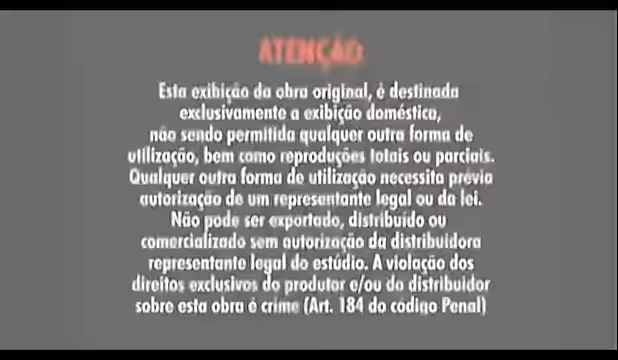 ATENÇÃO
Esta exibição da obra original, é destinada
exclusivamente a exibição doméstica,
não sendo permitida qualquer outra forma de
utilização, bem como reproduções totais ou parciais.
Qualquer outra forma de utilização necessita prévia
autorização de um representante legal ou da lei.
Não pode ser exportado, distribuído ou
comercializado sem autorização da distribuidora
representante legal do estúdio. A violação dos
direitos exclusivos do produtor e/ou do distribuidor
sobre esta obra é crime (Art. 184 do código Penal)